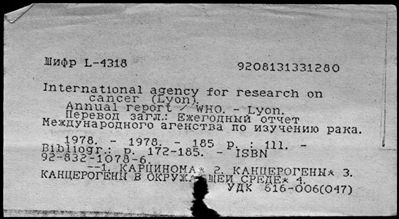 Шифр L-4318 9208131331280
International agency for research on
cancer (Lyon).
Annual report / WHO. - Lyon.
Перевод загл.: Ежегодный отчет
Международного агенства по изучению рака.
1978. - 1978. - 185 p. : ill. -
Bibliogr.: p. 172-185. - ISBN
92-832-1078-6.
--1. КАРЦИНОМА* 2. КАНЦЕРОГЕНЫ* 3.
КАНЦЕРОГЕНЫ В ОКРУЖ ЩЕЙ СРЕДЕ* 4.
УДК 616-006(047)